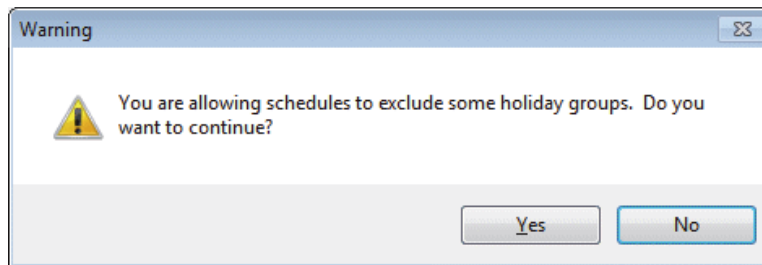 Warning
You are allowing schedules to exclude some holiday groups.  Do you
want to continue?
Yes
No